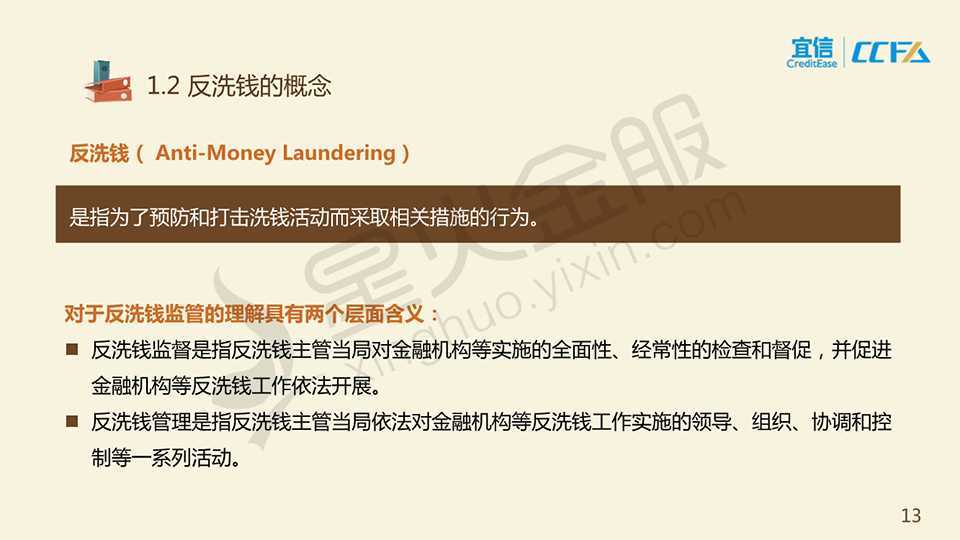 宜信
CreditEase
CCFA
1.2 反洗钱的概念
反洗钱（ Anti-Money Laundering）
是指为了预防和打击洗钱活动而采取相关措施的行为。
星火金服
xinghuo.yixin.com
对于反洗钱监管的理解具有两个层面含义：
反洗钱监督是指反洗钱主管当局对金融机构等实施的全面性、经常性的检查和督促，并促进
金融机构等反洗钱工作依法开展。
反洗钱管理是指反洗钱主管当局依法对金融机构等反洗钱工作实施的领导、组织、协调和控
制等一系列活动。
13